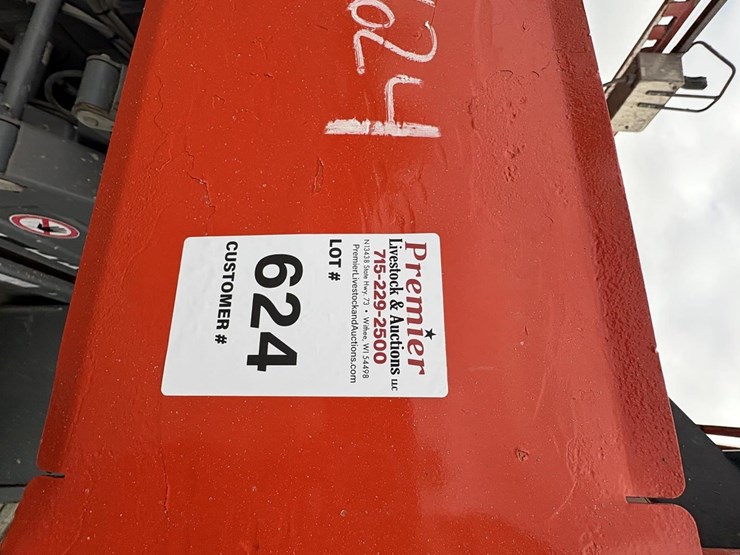 624
Premier
Livestock & Auctions LLC
715-229-2500
N13438 State Hwy. 73 • Withee, WI 54498
PremierLivestockandAuctions.com
LOT #
624
CUSTOMER #